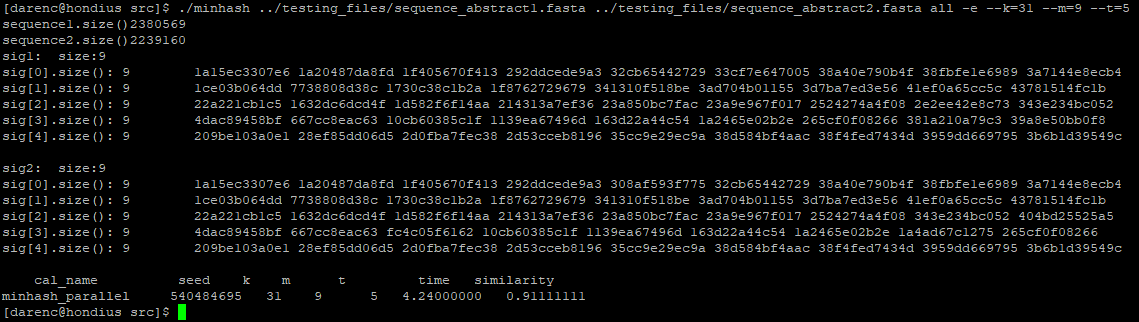 [darenc@hondius src]$ ./minhash ../testing_files/sequence_abstract1.fasta ../testing_files/sequence_abstract2.fasta all -e --k=31 --m=9 --t=5
sequence1.size()2380569
sequence2.size()2239160
sig1:  size:9
sig[0].size(): 9        1a15ec3307e6 1a20487da8fd 1f405670f413 292ddcede9a3 32cb65442729 33cf7e647005 38a40e790b4f 38fbfe1e6989 3a7144e8ecb4
sig[1].size(): 9        1ce03b064dd 7738808d38c 1730c38c1b2a 1f8762729679 341310f518be 3ad704b01155 3d7ba7ed3e56 41ef0a65cc5c 43781514fc1b
sig[2].size(): 9        22a221cb1c5 1632dc6dcd4f 1d582f6f14aa 214313a7ef36 23a850bc7fac 23a9e967f017 2524274a4f08 2e2ee42e8c73 343e234bc052
sig[3].size(): 9        4dac89458bf 667cc8eac63 10cb60385c1f 1139ea67496d 163d22a44c54 1a2465e02b2e 265cf0f08266 381a210a79c3 39a8e50bb0f8
sig[4].size(): 9        209be103a0e1 28ef85dd06d5 2d0fba7fec38 2d53cceb8196 35cc9e29ec9a 38d584bf4aac 38f4fed7434d 3959dd669795 3b6b1d39549c
sig2:  size:9
sig[0].size(): 9        1a15ec3307e6 1a20487da8fd 1f405670f413 292ddcede9a3 308af593f775 32cb65442729 38a40e790b4f 38fbfe1e6989 3a7144e8ecb4
sig[1].size(): 9        1ce03b064dd 7738808d38c 1730c38c1b2a 1f8762729679 341310f518be 3ad704b01155 3d7ba7ed3e56 41ef0a65cc5c 43781514fc1b
sig[2].size(): 9        22a221cb1c5 1632dc6dcd4f 1d582f6f14aa 214313a7ef36 23a850bc7fac 23a9e967f017 2524274a4f08 343e234bc052 404bd25525a5
sig[3].size(): 9        4dac89458bf 667cc8eac63 fc4c05f6162 10cb60385c1f 1139ea67496d 163d22a44c54 1a2465e02b2e 1a4ad67c1275 265cf0f08266
sig[4].size(): 9        209be103a0e1 28ef85dd06d5 2d0fba7fec38 2d53cceb8196 35cc9e29ec9a 38d584bf4aac 38f4fed7434d 3959dd669795 3b6b1d39549c
cal_name       seed    k    m      t         time   similarity
minhash_parallel     540484695   31    9      5   4.24000000   0.91111111
[darenc@hondius src]$